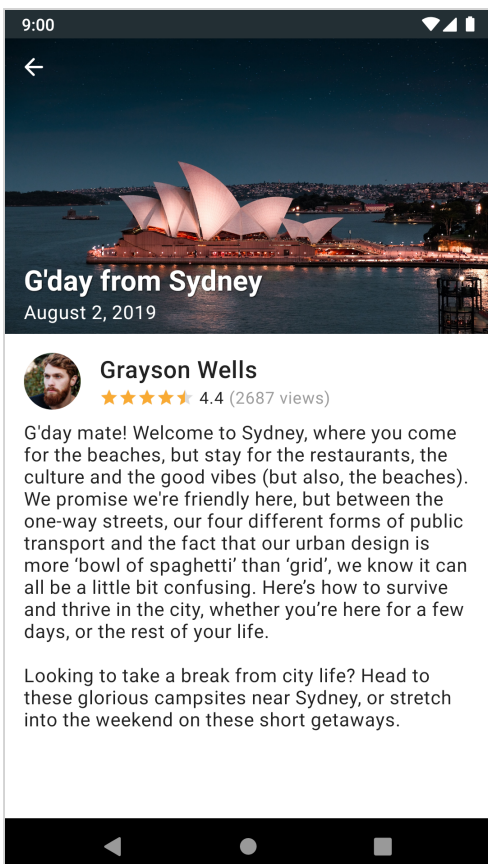 9:00
G'day from Sydney
August 2, 2019
Grayson Wells
4.4 (2687 views)
G'day mate! Welcome to Sydney, where you come
for the beaches, but stay for the restaurants, the
culture and the good vibes (but also, the beaches).
We promise we're friendly here, but between the
one-way streets, our four different forms of public
transport and the fact that our urban design is
more ‘bowl of spaghetti’ than ‘grid’, we know it can
all be a little bit confusing. Here’s how to survive
and thrive in the city, whether you’re here for a few
days, or the rest of your life.
Looking to take a break from city life? Head to
these glorious campsites near Sydney, or stretch
into the weekend on these short getaways.